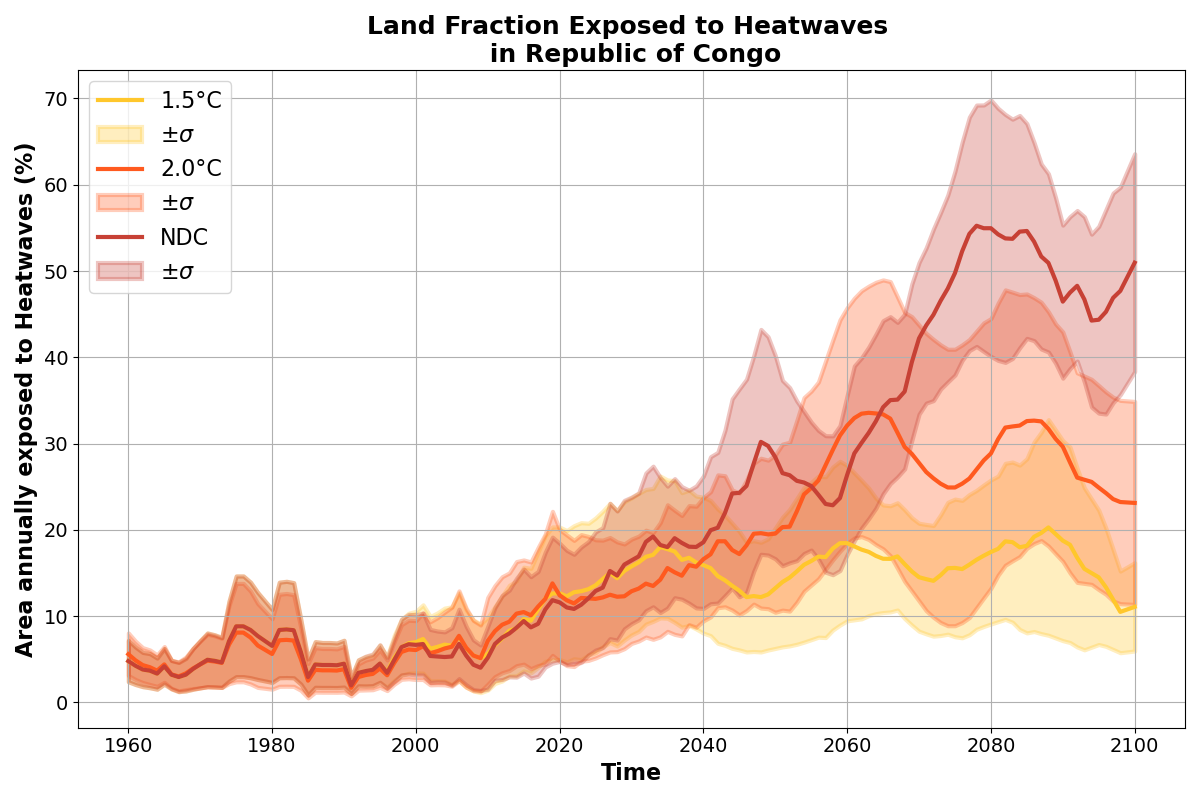 Land Fraction Exposed to Heatwaves
in Republic of Congo
Area annually exposed to Heatwaves (%)
70
60
50
40
30
20
10
0
1.5°C
±σ
2.0°C
±σ
NDC
±σ
1960 1980 2000 2020 2040 2060 2080 2100
Time